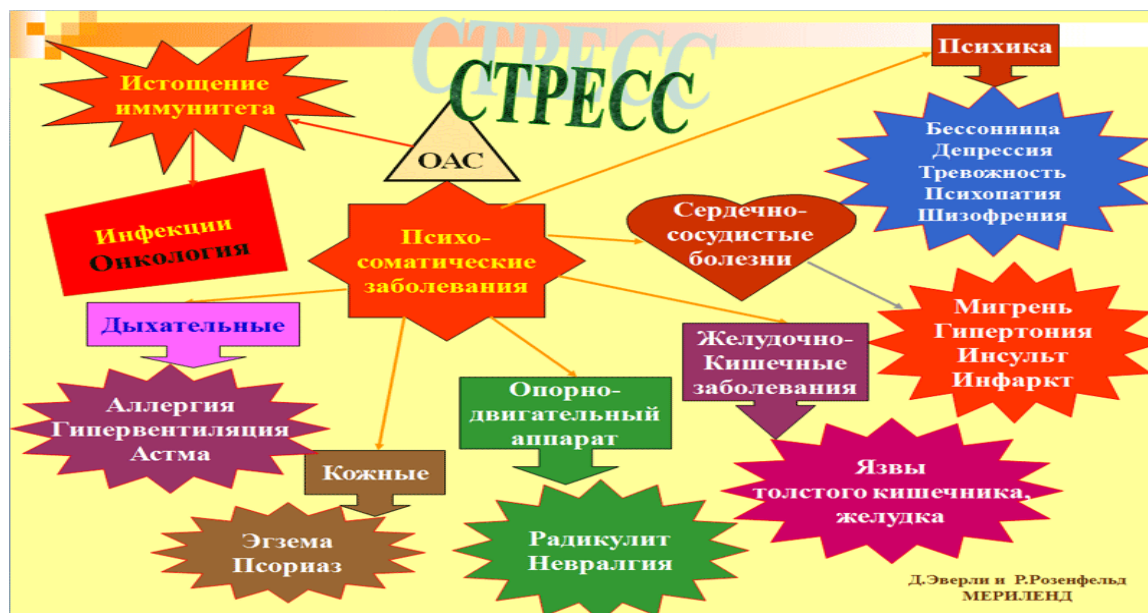 СТРЕСС
Истощение
иммунитета
ОАС
Психика
Бессонница
Депрессия
Тревожность
Психопатия
Шизофрения
Инфекции
Онкология
Психо-
соматические
заболевания
Сердечно-
сосудистые
болезни
Мигрень
Гипертония
Инсульт
Инфаркт
Дыхательные
Аллергия
Гипервентиляция
Астма
Кожные
Эгзема
Псориаз
Опорно-
двигательный
аппарат
Радикулит
Невралгия
Желудочно-
Кишечные
заболевания
Язвы
толстого кишечника,
желудка
Д.Эверли и Р.Розенфельд
МЕРИЛЕНД